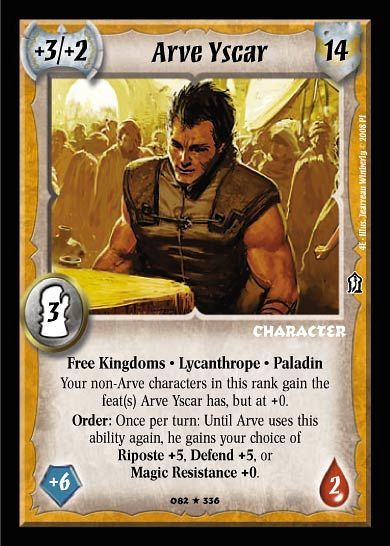 +3/+2
Arve Yscar
14
4E · Illus. Jearreau Wimberly © 2008 PI
3
CHARACTER
Free Kingdoms • Lycanthrope • Paladin
Your non-Arve characters in this rank gain the
feat(s) Arve Yscar has, but at +0.
Order: Once per turn: Until Arve uses this
ability again, he gains your choice of
Riposte +5, Defend +5, or
Magic Resistance +0.
+6
2
082 ★ 336